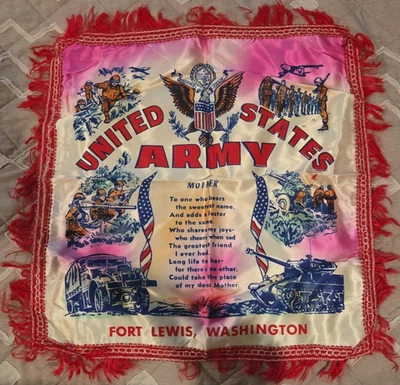 UNITED STATES
ARMY
MOTHER
To one who bears
the sweetest name,
And adds a luster
to the same.
Who shares my joys-
who cheers when sad
The greatest friend
I ever had.
Long life to her-
for there's no other,
Could take the place
of my dear Mother.
FORT LEWIS, WASHINGTON